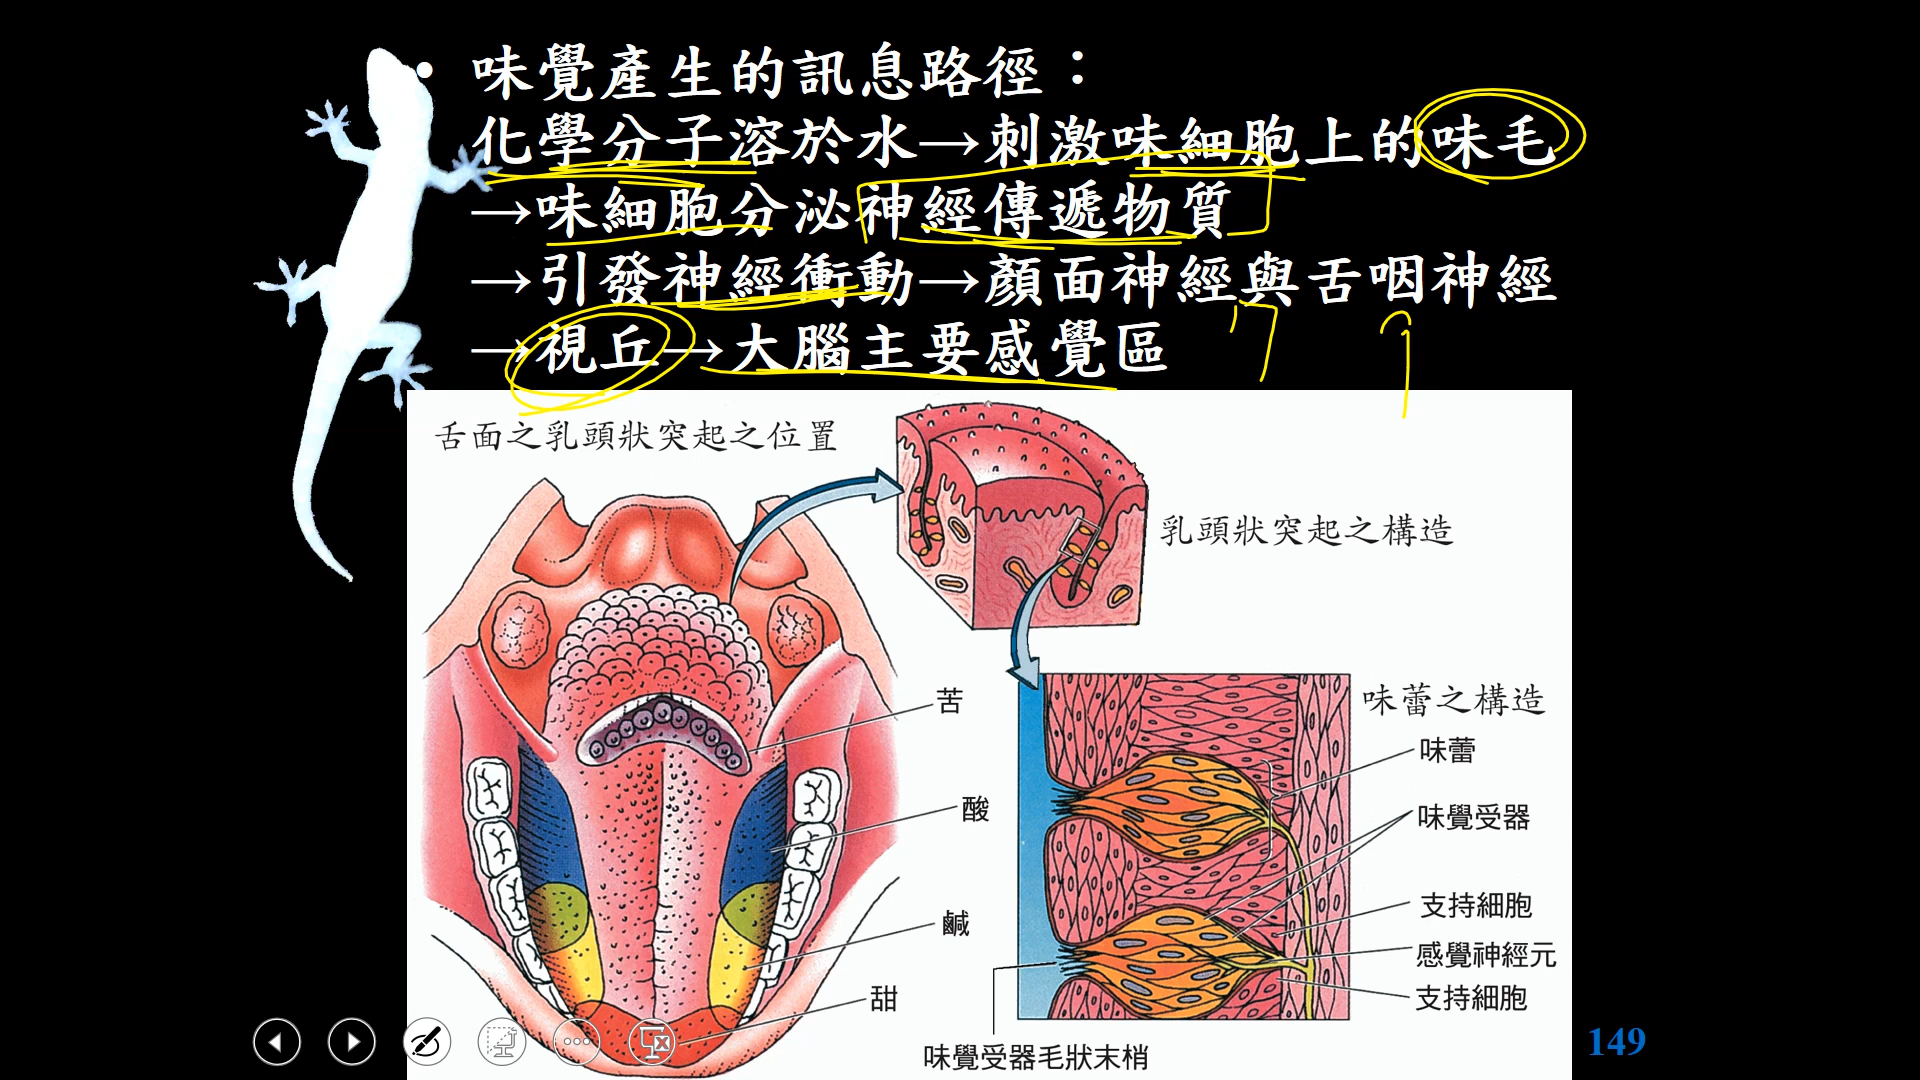 • 味覺產生的訊息路徑：
化學分子溶於水→刺激味細胞上的味毛
→味細胞分泌神經傳遞物質
→引發神經衝動→顏面神經與舌咽神經
→視丘→大腦主要感覺區
7
9
舌面之乳頭狀突起之位置
乳頭狀突起之構造
苦
酸
鹹
甜
味蕾之構造
味蕾
味覺受器
支持細胞
感覺神經元
支持細胞
味覺受器毛狀末梢
149